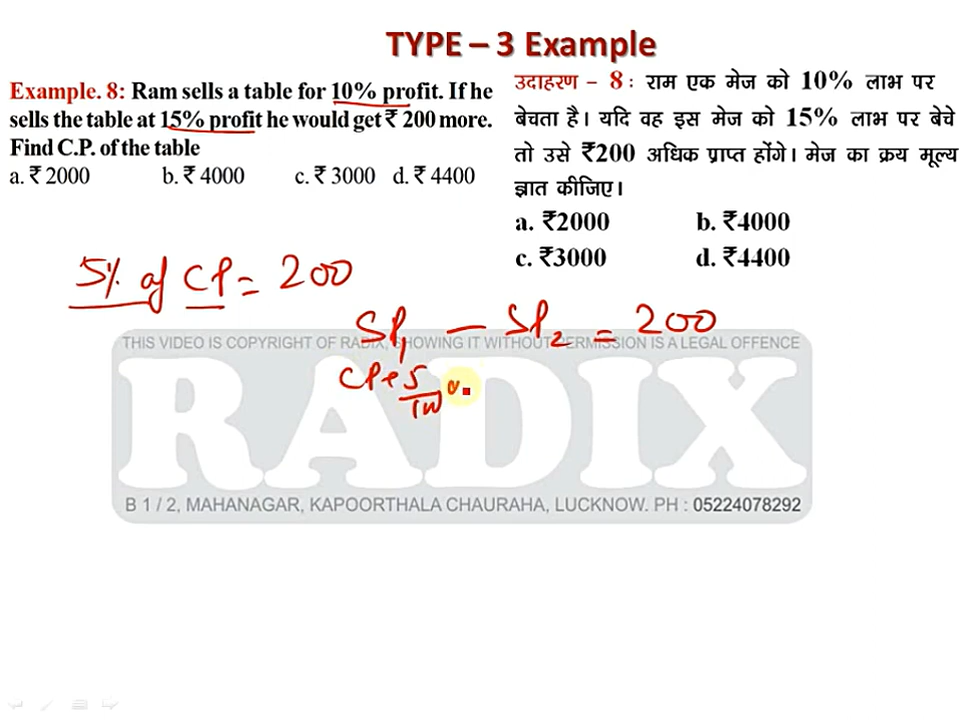 TYPE – 3 Example
Example. 8: Ram sells a table for 10% profit. If he
sells the table at 15% profit he would get ₹ 200 more.
Find C.P. of the table
a. ₹ 2000 b. ₹ 4000 c. ₹ 3000 d. ₹ 4400
उदाहरण – 8 : राम एक मेज को 10% लाभ पर
बेचता है। यदि वह इस मेज को 15% लाभ पर बेचे
तो उसे ₹200 अधिक प्राप्त होंगे। मेज का क्रय मूल्य
ज्ञात कीजिए।
a. ₹2000 b. ₹4000
c. ₹3000 d. ₹4400
5% of CP = 200
SP1 – SP2 = 200
THIS VIDEO IS COPYRIGHT OF RADIX, SHOWING IT WITHOUT PERMISSION IS A LEGAL OFFENCE
CP + 5/100
RADIX
B 1 / 2, MAHANAGAR, KAPOORTHALA CHAURAHA, LUCKNOW. PH : 05224078292